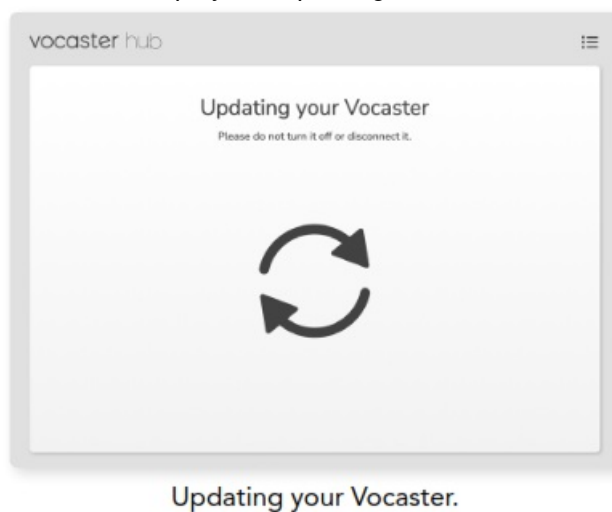 vocaster hub
Updating your Vocaster
Please do not turn it off or disconnect it.
Updating your Vocaster.